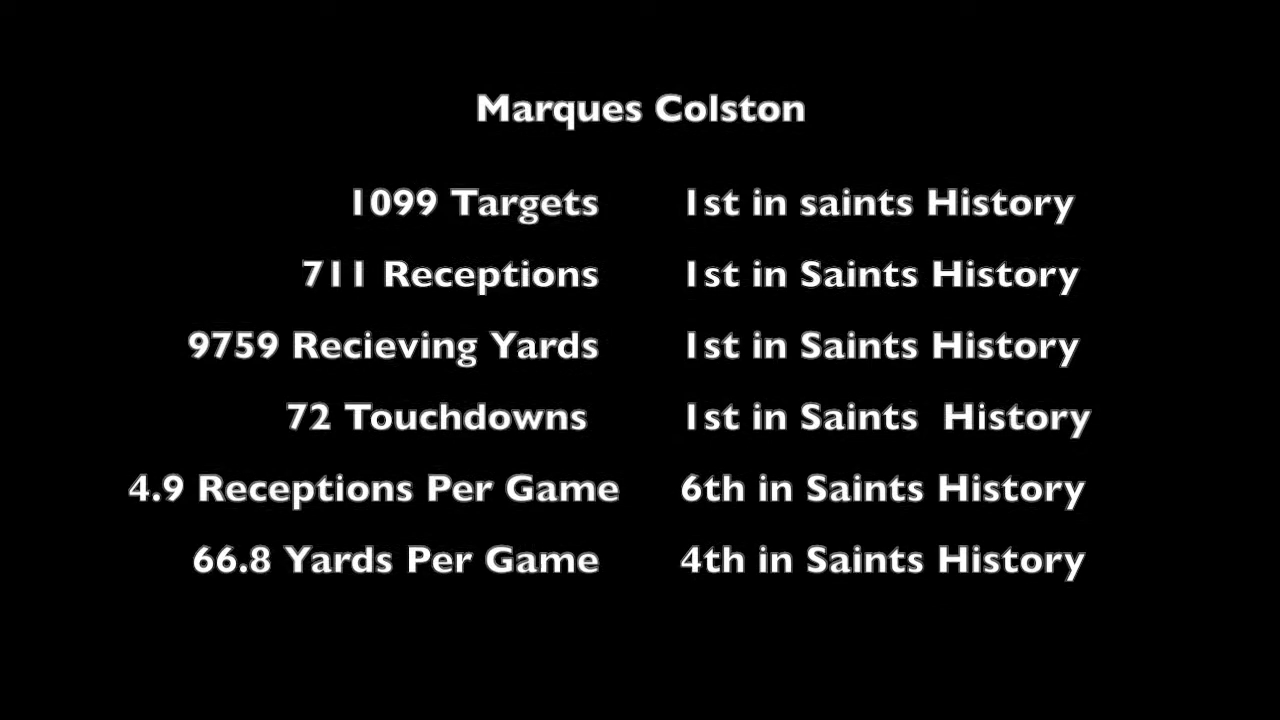 Marques Colston
1099 Targets 1st in saints History
711 Receptions 1st in Saints History
9759 Recieving Yards 1st in Saints History
72 Touchdowns 1st in Saints  History
4.9 Receptions Per Game 6th in Saints History
66.8 Yards Per Game 4th in Saints History